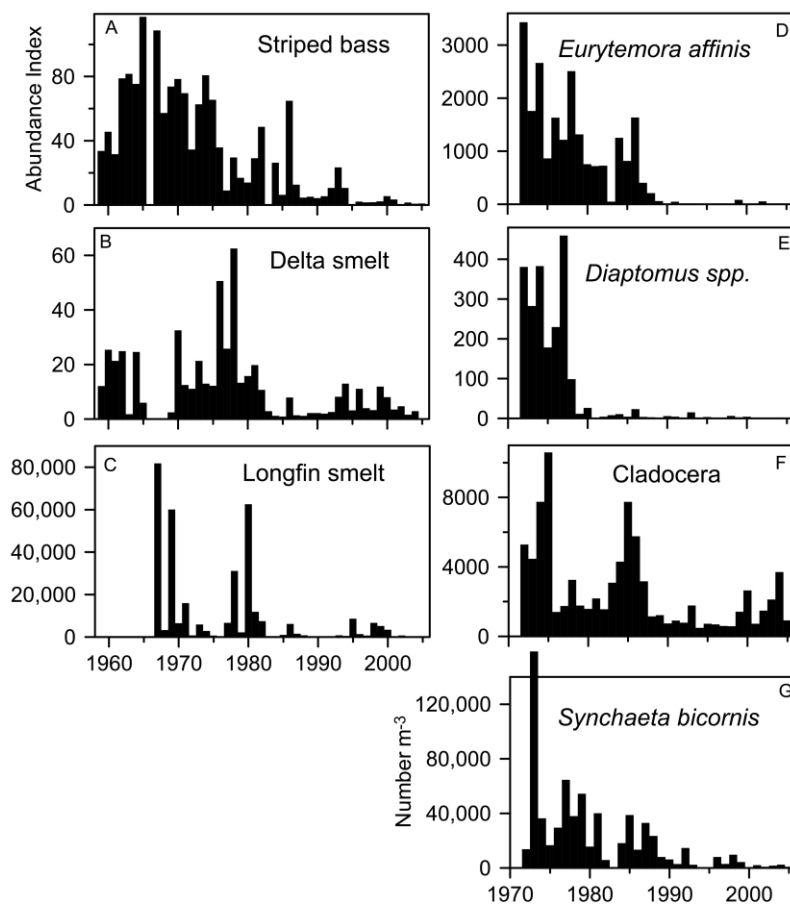 A
Striped bass
80
40
0
Abundance Index
B
Delta smelt
60
40
20
0
C
Longfin smelt
80,000
60,000
40,000
20,000
0
1960 1970 1980 1990 2000
D
Eurytemora affinis
3000
2000
1000
0
E
Diaptomus spp.
400
300
200
100
0
F
Cladocera
8000
4000
0
G
Synchaeta bicornis
120,000
80,000
40,000
0
Number m⁻³
1970 1980 1990 2000